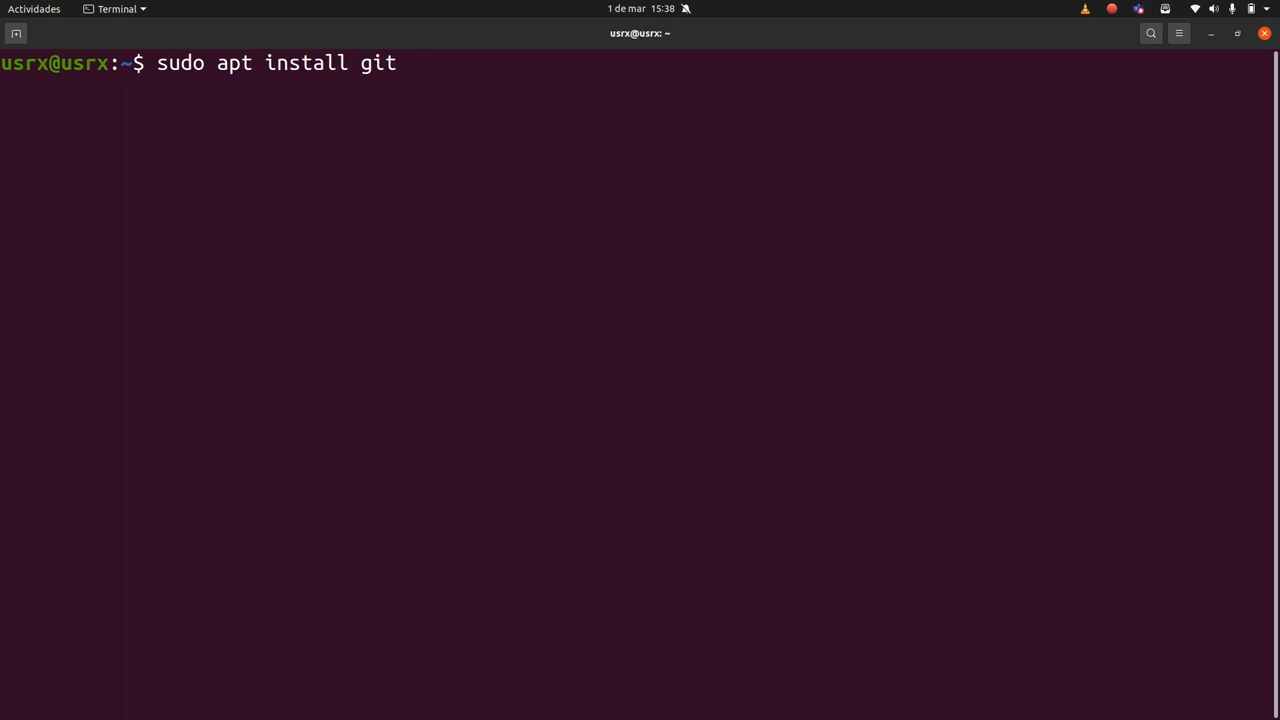 Actividades Terminal 1 de mar 15:38
usrx@usrx: ~
usrx@usrx:~$ sudo apt install git